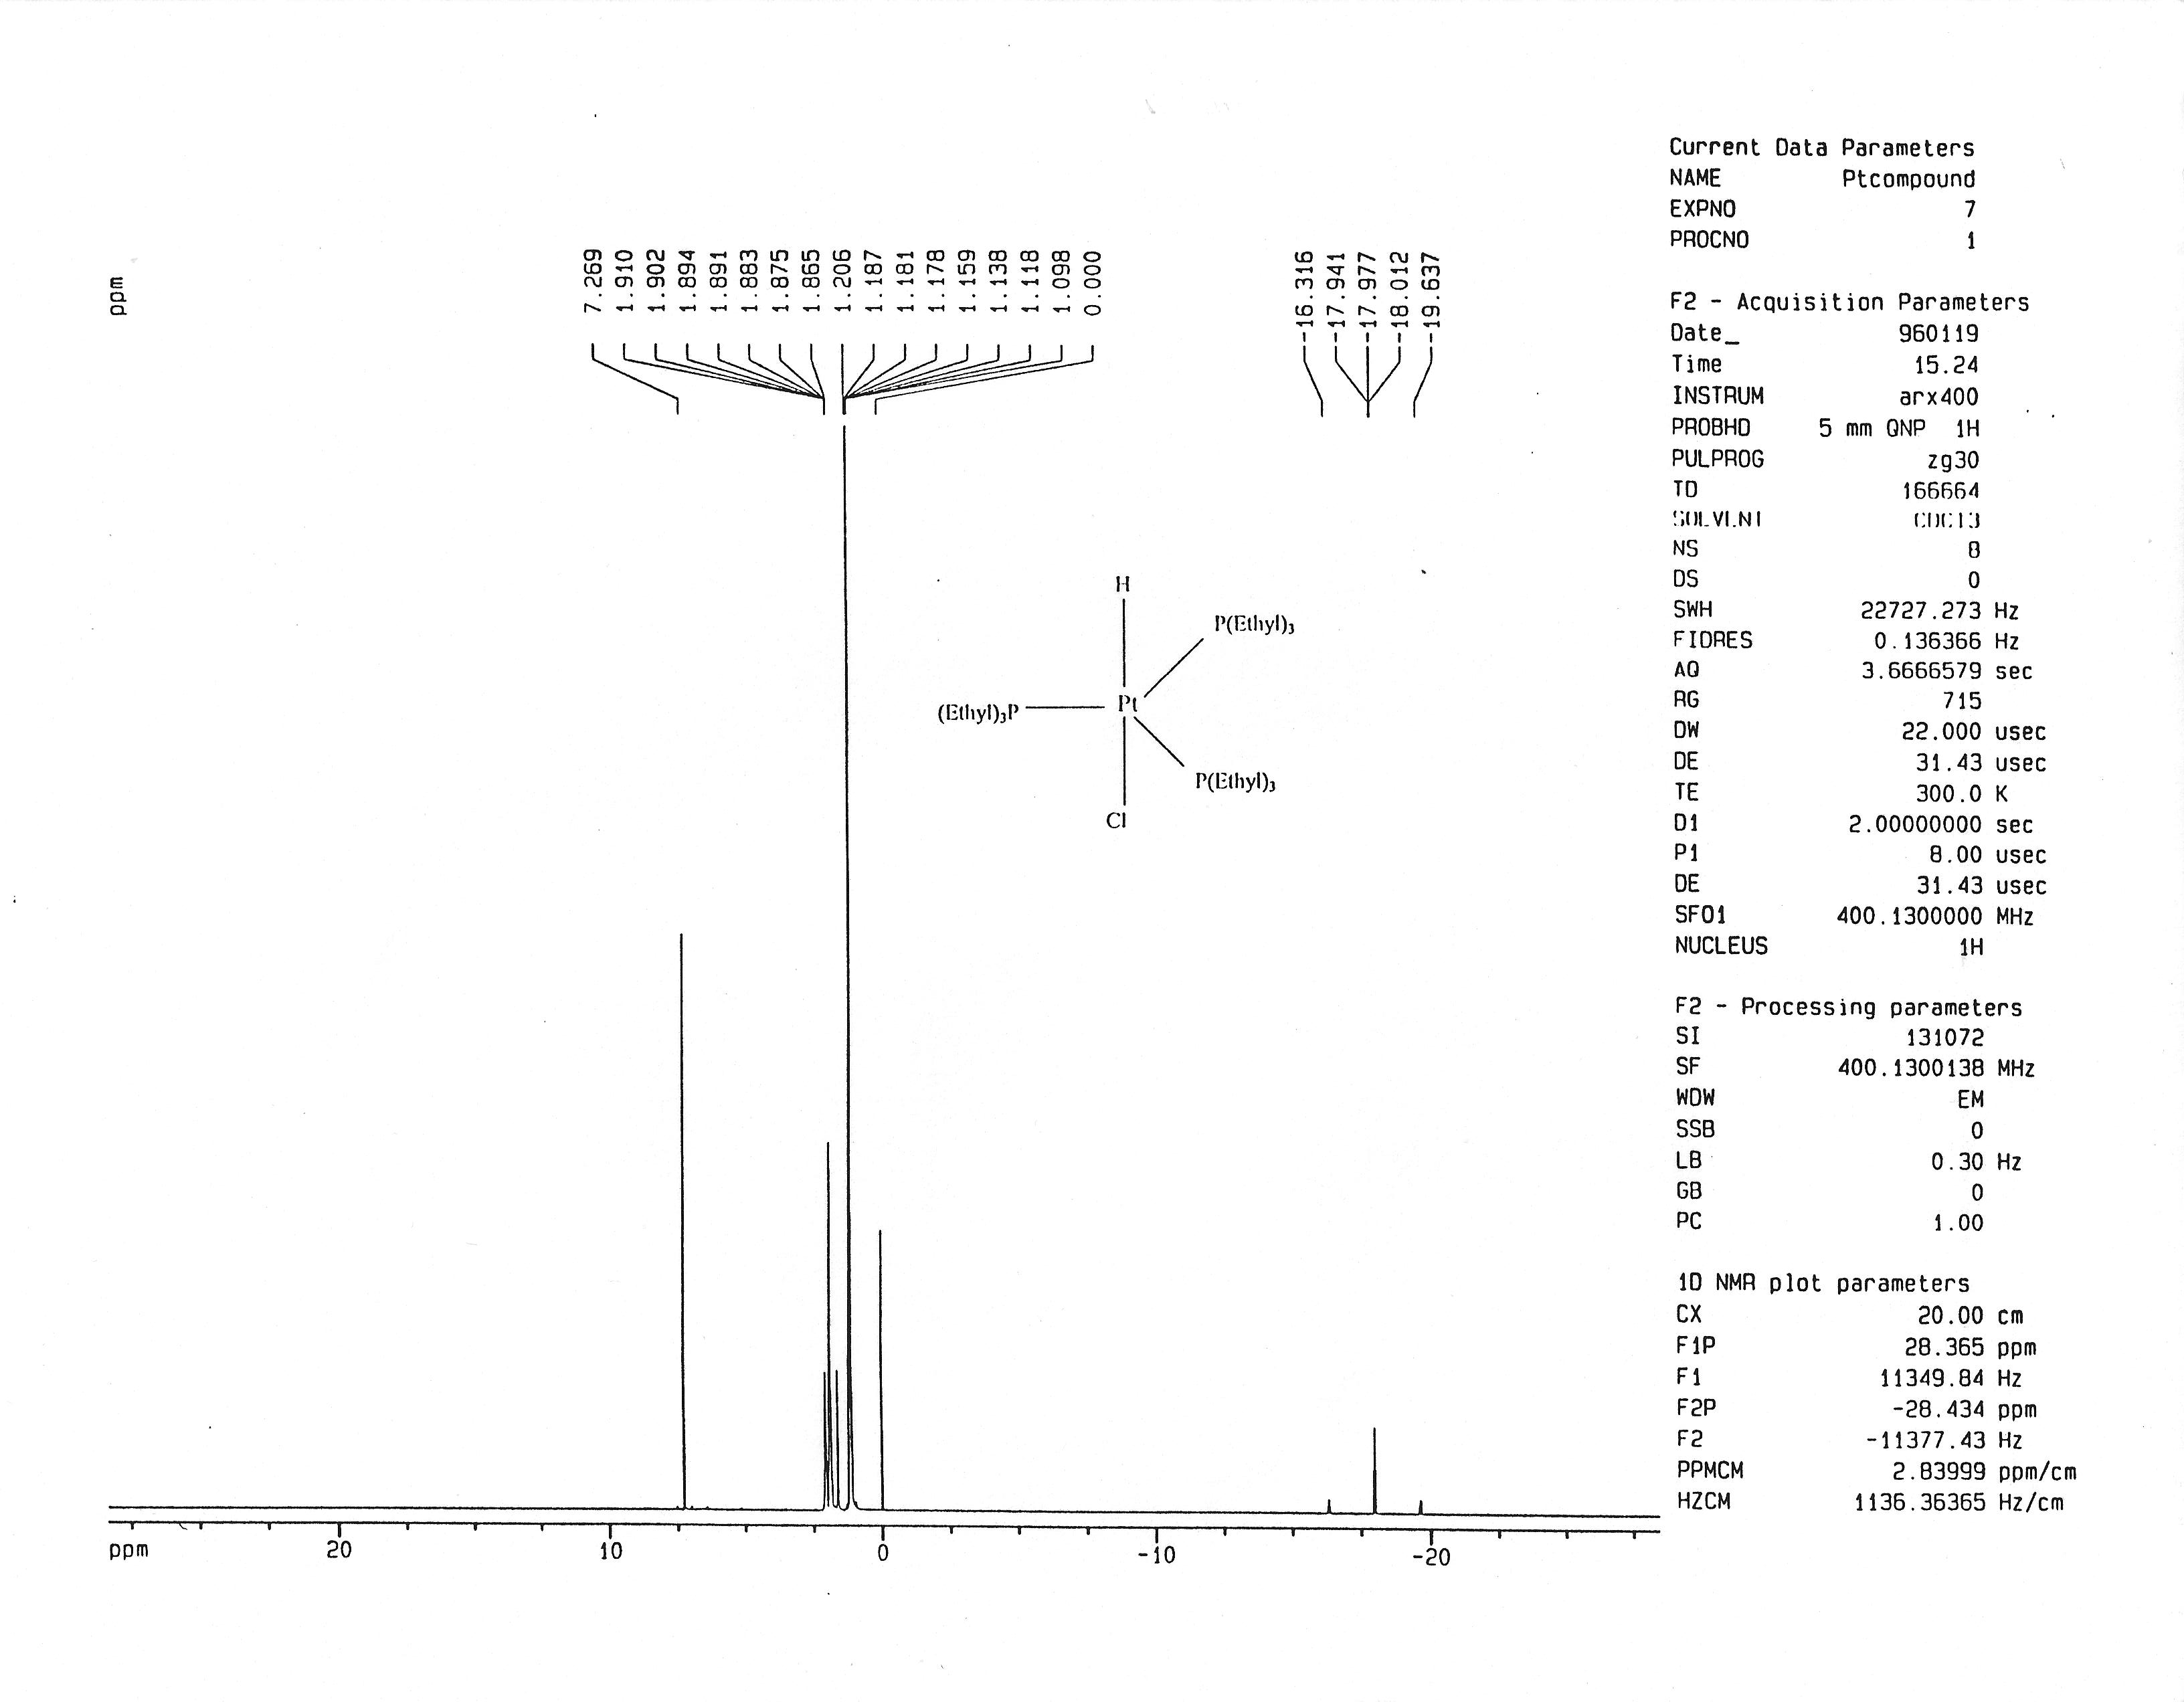 ppm
7.269
1.910
1.902
1.894
1.891
1.883
1.875
1.865
1.206
1.187
1.181
1.178
1.159
1.138
1.118
1.098
0.000
-16.316
-17.941
-17.977
-18.012
-19.637
H
P(Ethyl)3
(Ethyl)3P
Pt
P(Ethyl)3
Cl
ppm 20 10 0 -10 -20
Current Data Parameters
NAME Ptcompound
EXPNO 7
PROCNO 1
F2 - Acquisition Parameters
Date_ 960119
Time 15.24
INSTRUM arx400
PROBHD 5 mm QNP 1H
PULPROG zg30
TD 166664
SOLVENT CDCl3
NS 8
DS 0
SWH 22727.273 Hz
FIDRES 0.136366 Hz
AQ 3.6666579 sec
RG 715
DW 22.000 usec
DE 31.43 usec
TE 300.0 K
D1 2.00000000 sec
P1 8.00 usec
DE 31.43 usec
SFO1 400.1300000 MHz
NUCLEUS 1H
F2 - Processing parameters
SI 131072
SF 400.1300138 MHz
WDW EM
SSB 0
LB 0.30 Hz
GB 0
PC 1.00
1D NMR plot parameters
CX 20.00 cm
F1P 28.365 ppm
F1 11349.84 Hz
F2P -28.434 ppm
F2 -11377.43 Hz
PPMCM 2.83999 ppm/cm
HZCM 1136.36365 Hz/cm